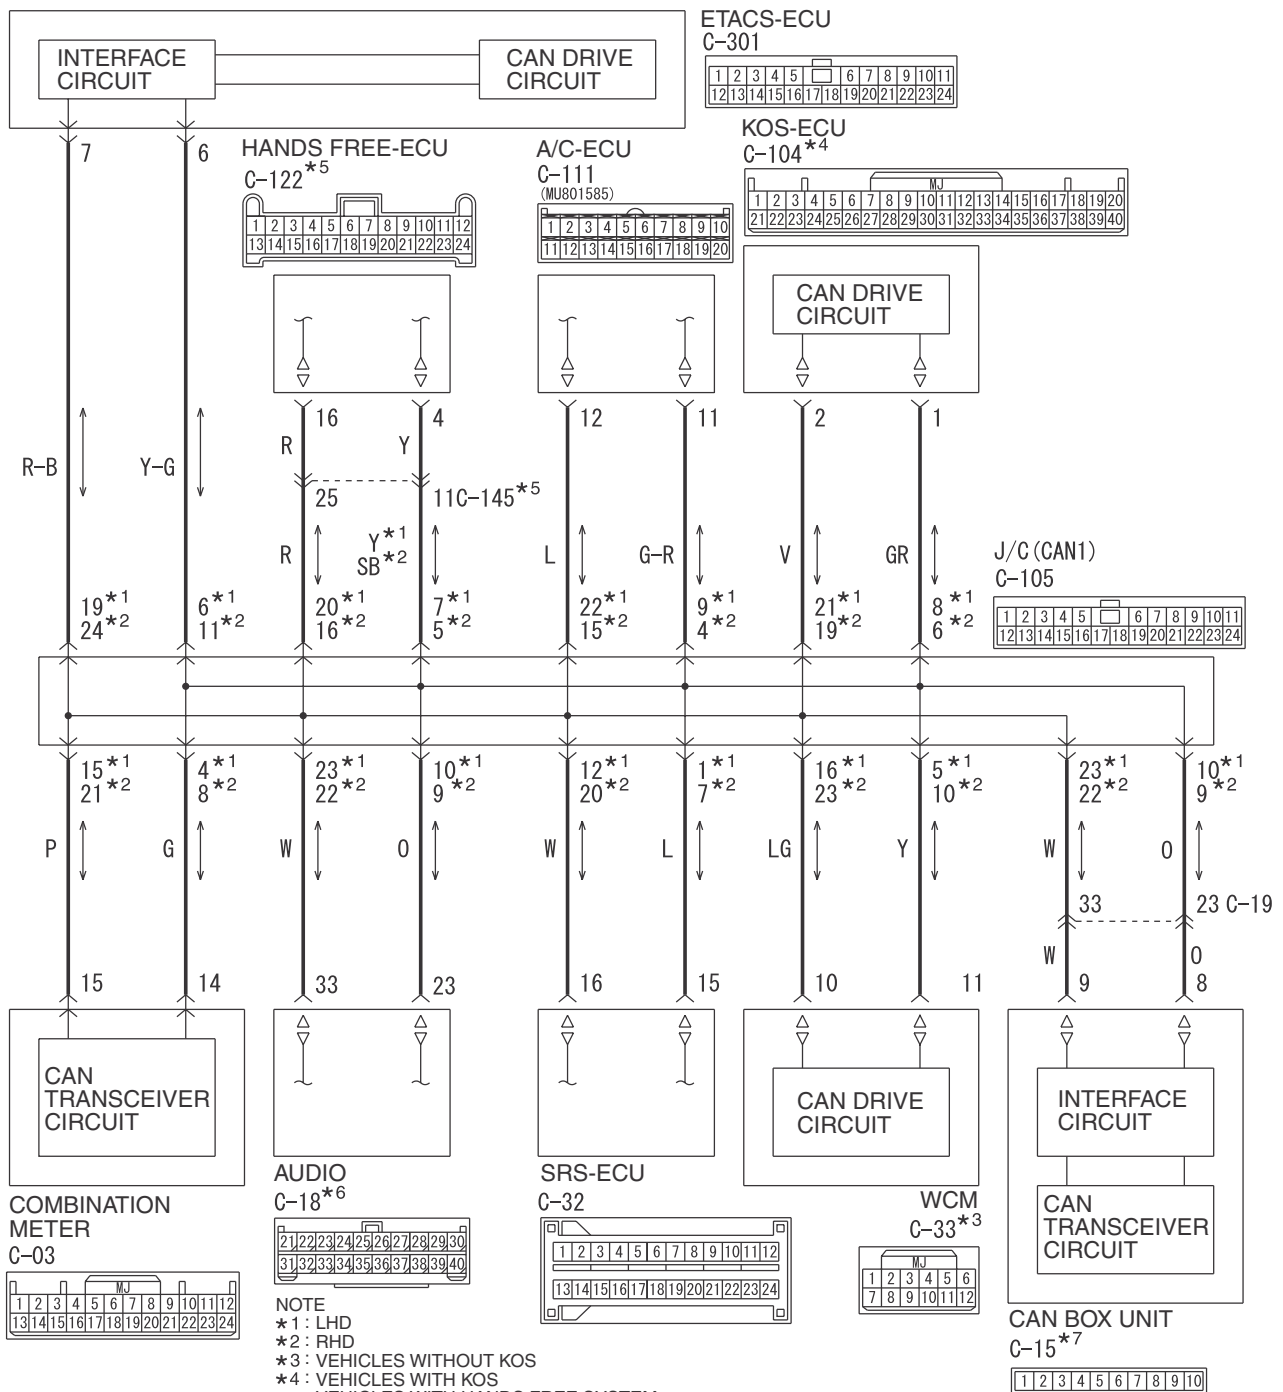 ETACS-ECU
C-301
INTERFACE
CIRCUIT
CAN DRIVE
CIRCUIT
1 2 3 4 5 6 7 8 9 10 11
12 13 14 15 16 17 18 19 20 21 22 23 24
7
6
HANDS FREE-ECU
C-122*5
1 2 3 4 5 6 7 8 9 10 11 12
13 14 15 16 17 18 19 20 21 22 23 24
A/C-ECU
C-111
(MU801585)
1 2 3 4 5 6 7 8 9 10
11 12 13 14 15 16 17 18 19 20
KOS-ECU
C-104*4
MJ
1 2 3 4 5 6 7 8 9 10 11 12 13 14 15 16 17 18 19 20
21 22 23 24 25 26 27 28 29 30 31 32 33 34 35 36 37 38 39 40
CAN DRIVE
CIRCUIT
16 4 12 11 2 1
R Y
R-B Y-G
25 11 C-145*5
R
Y*1
SB*2
L G-R V GR
J/C(CAN1)
C-105
1 2 3 4 5 6 7 8 9 10 11
12 13 14 15 16 17 18 19 20 21 22 23 24
19*1 6*1 20*1 7*1 22*1 9*1 21*1 8*1
24*2 11*2 16*2 5*2 15*2 4*2 19*2 6*2
15*1 4*1 23*1 10*1 12*1 1*1 16*1 5*1 23*1 10*1
21*2 8*2 22*2 9*2 20*2 7*2 23*2 10*2 22*2 9*2
P G W O W L LG Y W O
33 23 C-19
W O
15 14 33 23 16 15 10 11 9 8
CAN
TRANSCEIVER
CIRCUIT
CAN DRIVE
CIRCUIT
INTERFACE
CIRCUIT
CAN
TRANSCEIVER
CIRCUIT
COMBINATION
METER
C-03
MJ
1 2 3 4 5 6 7 8 9 10 11 12
13 14 15 16 17 18 19 20 21 22 23 24
AUDIO
C-18*6
21 22 23 24 25 26 27 28 29 30
31 32 33 34 35 36 37 38 39 40
SRS-ECU
C-32
1 2 3 4 5 6 7 8 9 10 11 12
13 14 15 16 17 18 19 20 21 22 23 24
WCM
C-33*3
MJ
1 2 3 4 5 6
7 8 9 10 11 12
CAN BOX UNIT
C-15*7
1 2 3 4 5 6 7 8 9 10
NOTE
*1 : LHD
*2 : RHD
*3 : VEHICLES WITHOUT KOS
*4 : VEHICLES WITH KOS